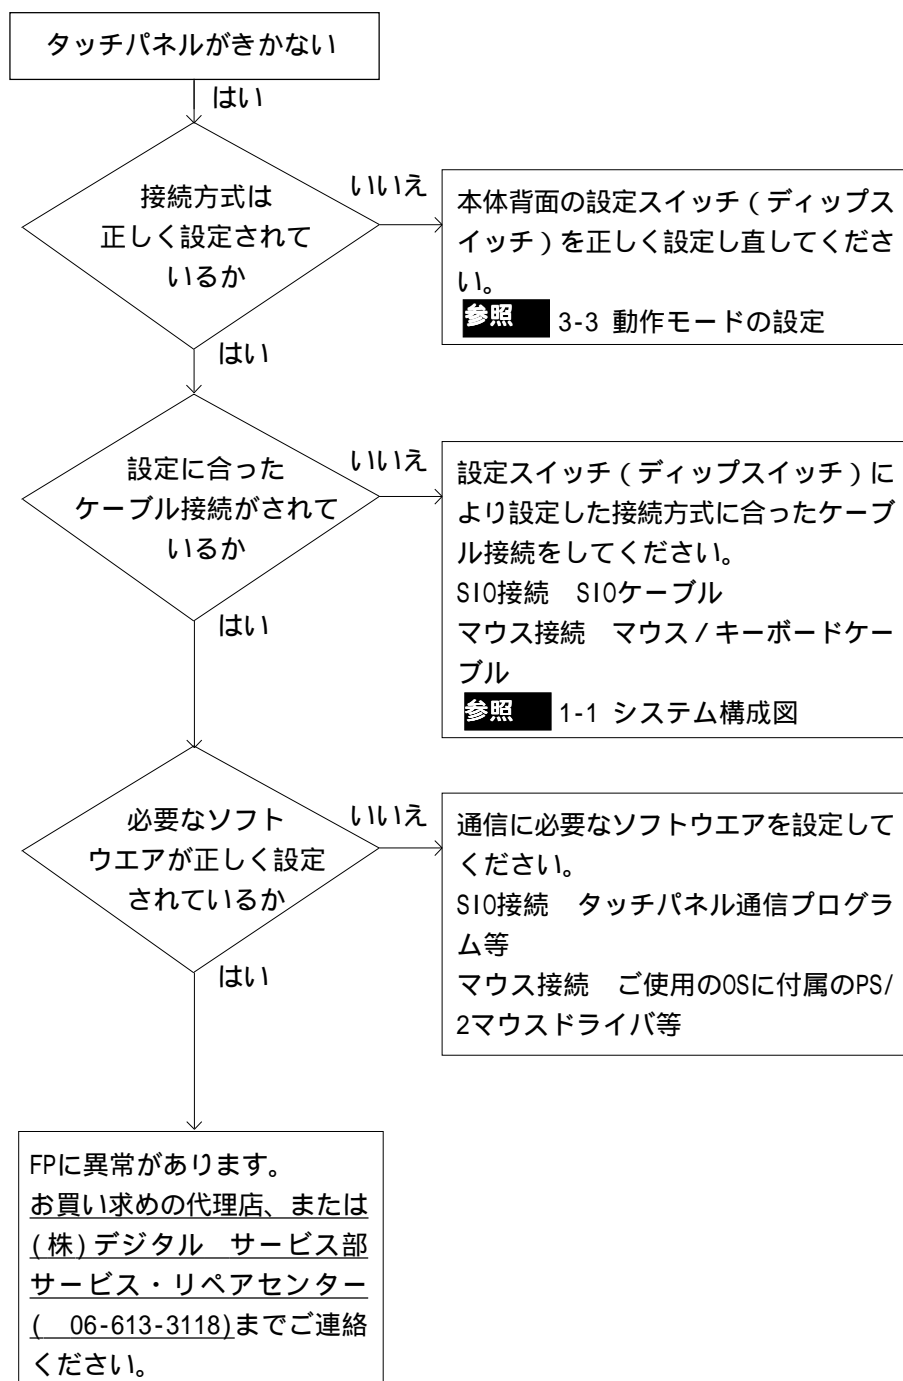 タッチパネルがきかない
はい
接続方式は
正しく設定されて
いるか
いいえ
本体背面の設定スイッチ(ディップス
イッチ)を正しく設定し直してくださ
い。
参照 3-3 動作モードの設定
はい
設定に合った
ケーブル接続がされて
いるか
いいえ
設定スイッチ(ディップスイッチ)に
より設定した接続方式に合ったケーブ
ル接続をしてください。
SIO接続 SIOケーブル
マウス接続 マウス/キーボードケー
ブル
参照 1-1 システム構成図
はい
必要なソフト
ウエアが正しく設定
されているか
いいえ
通信に必要なソフトウエアを設定して
ください。
SIO接続 タッチパネル通信プログラ
ム等
マウス接続 ご使用のOSに付属のPS/
2マウスドライバ等
はい
FPに異常があります。
お買い求めの代理店、または
(株)デジタル サービス部
サービス・リペアセンター
( 06-613-3118)までご連絡
ください。